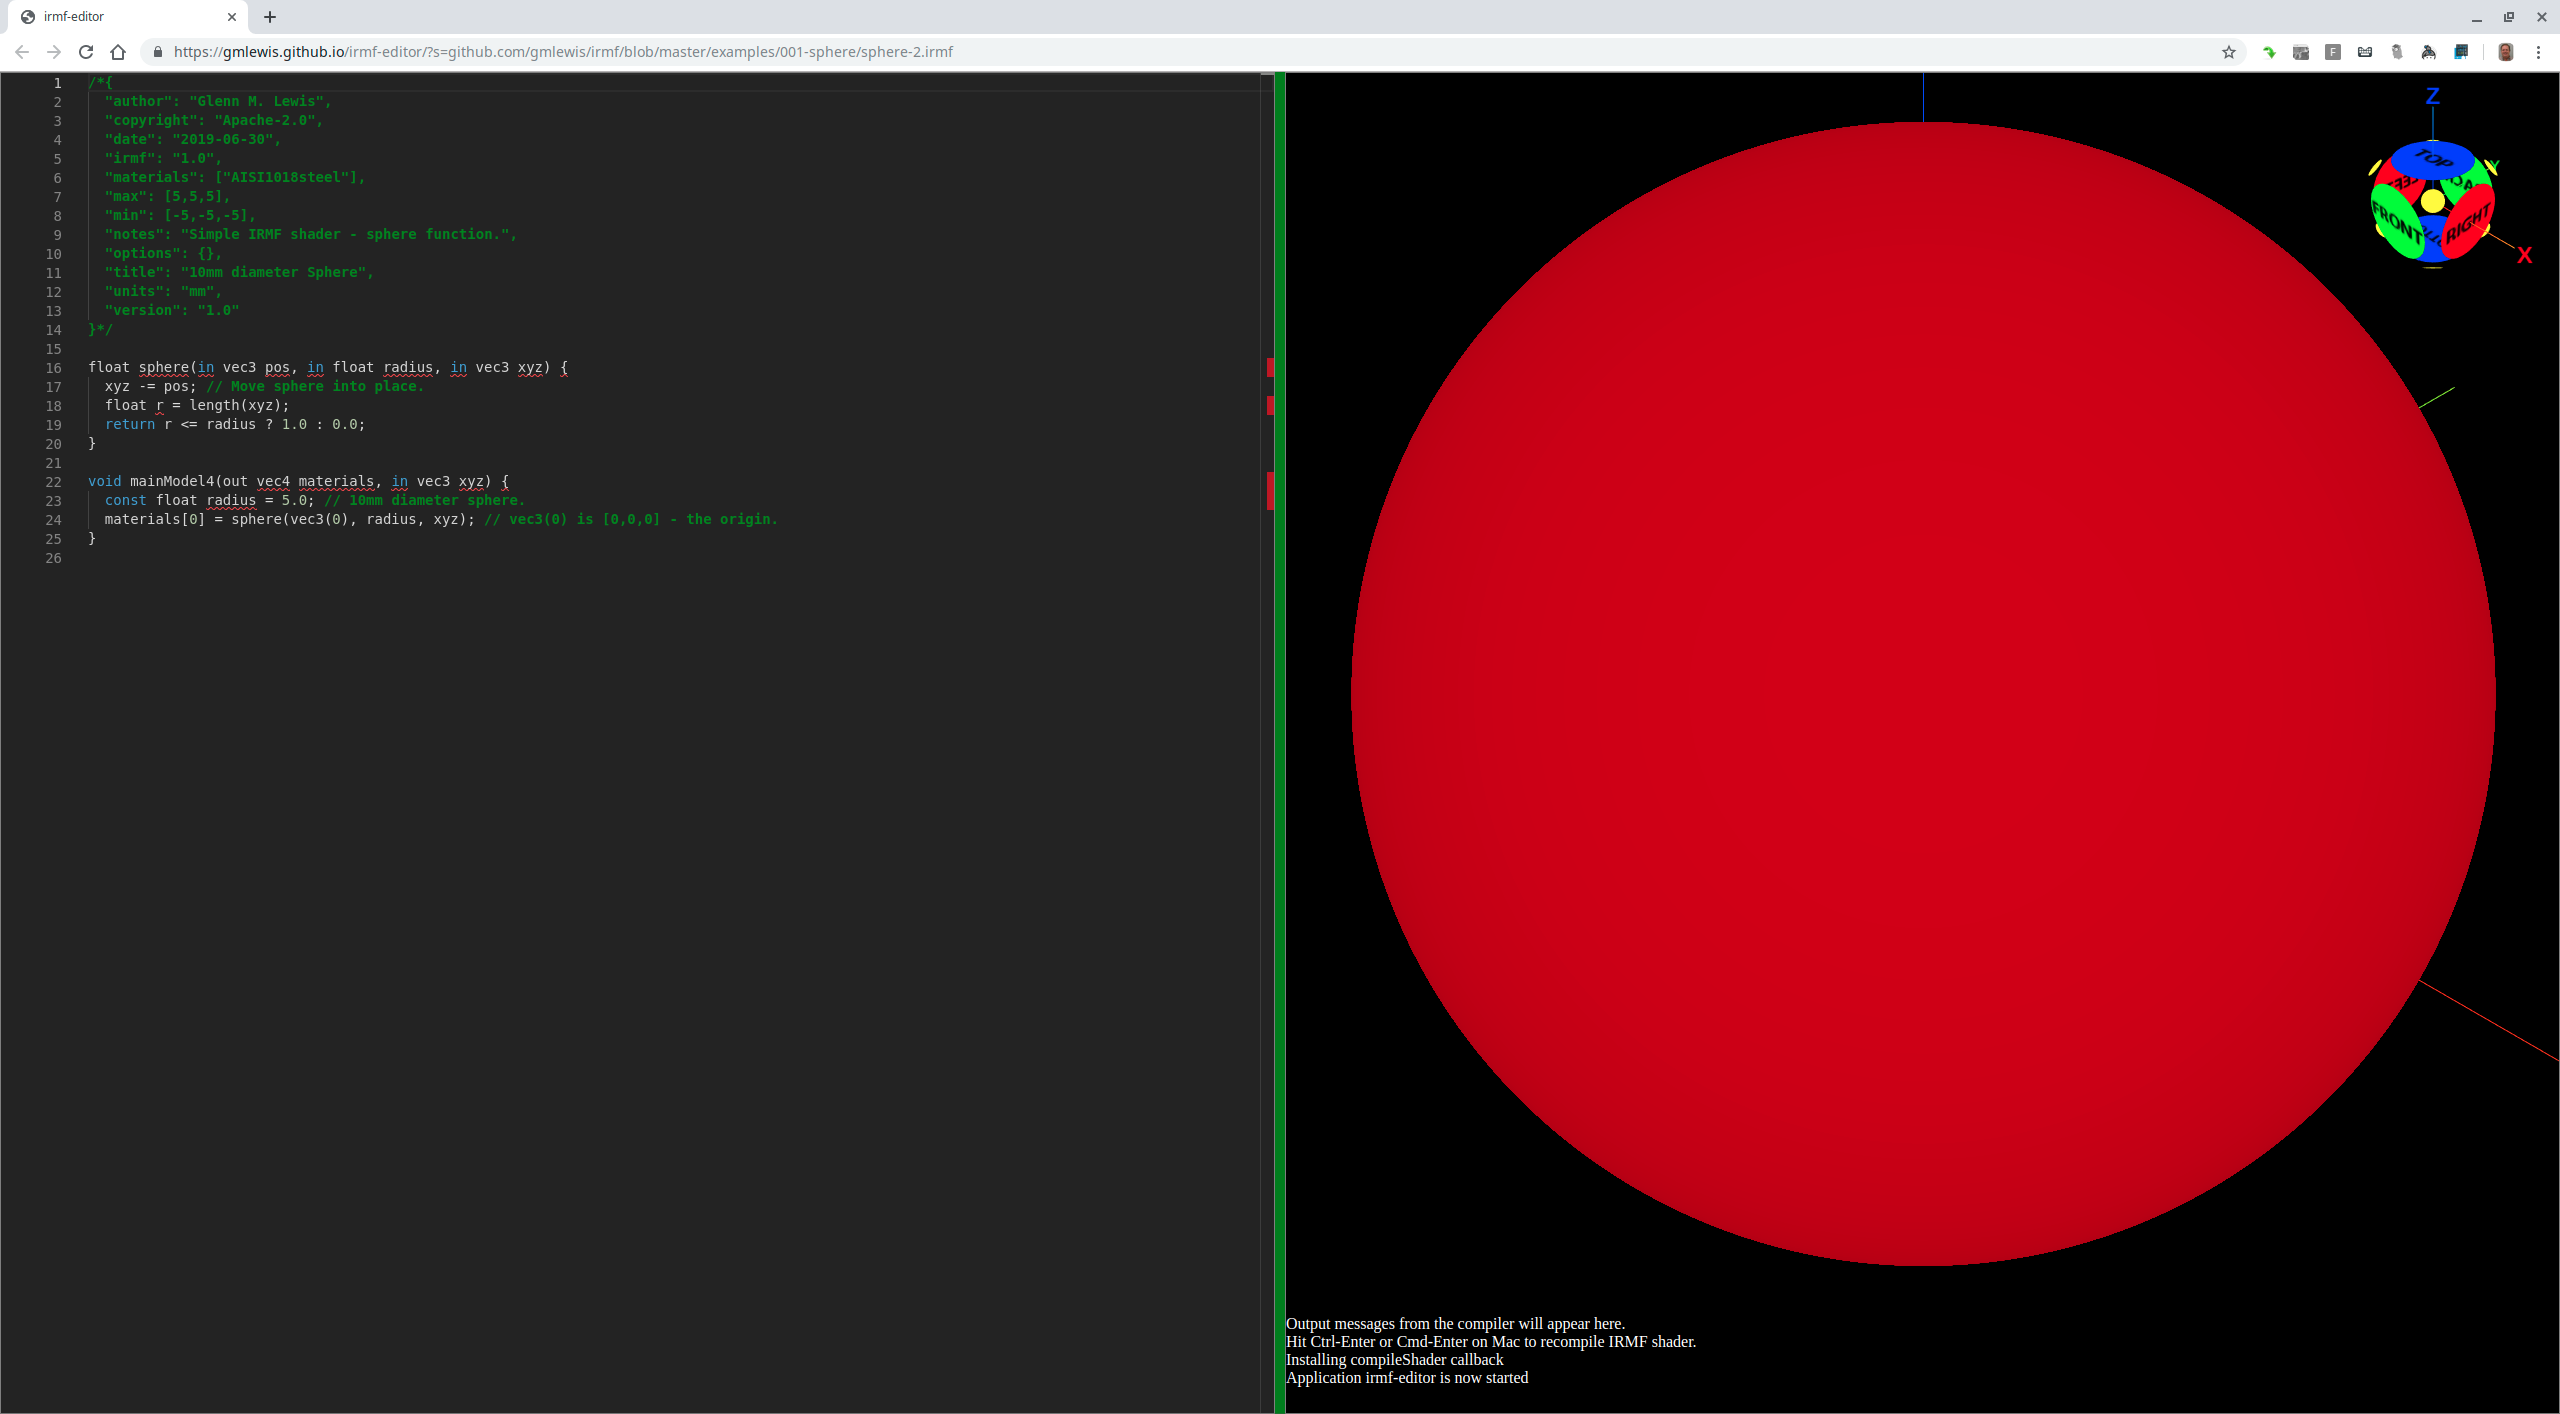 irmf-editor
https://gmlewis.github.io/irmf-editor/?s=github.com/gmlewis/irmf/blob/master/examples/001-sphere/sphere-2.irmf
F
1 /*{
2   "author": "Glenn M. Lewis",
3   "copyright": "Apache-2.0",
4   "date": "2019-06-30",
5   "irmf": "1.0",
6   "materials": ["AISI1018steel"],
7   "max": [5,5,5],
8   "min": [-5,-5,-5],
9   "notes": "Simple IRMF shader - sphere function.",
10   "options": {},
11   "title": "10mm diameter Sphere",
12   "units": "mm",
13   "version": "1.0"
14 }*/
15
16 float sphere(in vec3 pos, in float radius, in vec3 xyz) {
17   xyz -= pos; // Move sphere into place.
18   float r = length(xyz);
19   return r <= radius ? 1.0 : 0.0;
20 }
21
22 void mainModel4(out vec4 materials, in vec3 xyz) {
23   const float radius = 5.0; // 10mm diameter sphere.
24   materials[0] = sphere(vec3(0), radius, xyz); // vec3(0) is [0,0,0] - the origin.
25 }
26
Z
TOP
Y
FRONT
RIGHT
X
Output messages from the compiler will appear here.
Hit Ctrl-Enter or Cmd-Enter on Mac to recompile IRMF shader.
Installing compileShader callback
Application irmf-editor is now started